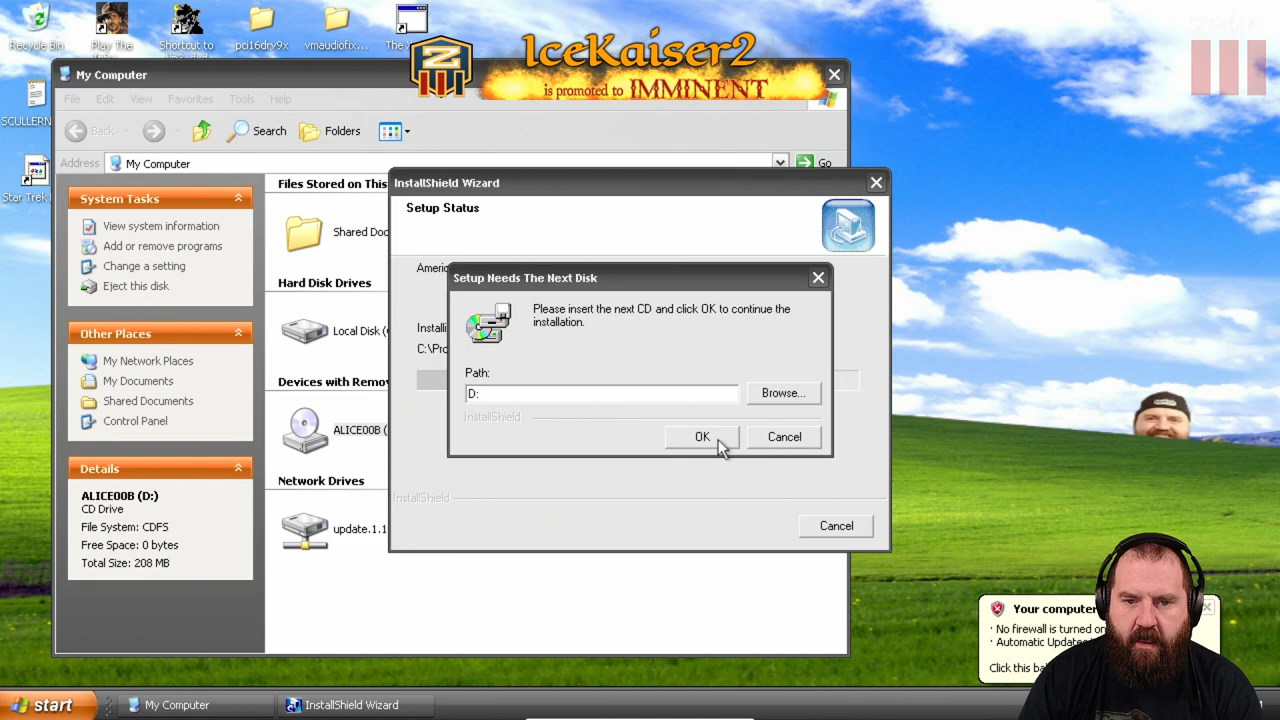 Recycle Bin
Play The
Shortcut to
pci16drv9x
vmaudiofix...
The
SCULLERN
Star Trek
IceKaiser2
is promoted to IMMINENT
My Computer
File Edit View Favorites Tools Help
Back
Search
Folders
Address
My Computer
Go
System Tasks
View system information
Add or remove programs
Change a setting
Eject this disk
Other Places
My Network Places
My Documents
Shared Documents
Control Panel
Details
ALICE00B (D:)
CD Drive
File System: CDFS
Free Space: 0 bytes
Total Size: 208 MB
Files Stored on This
Shared Doc
Hard Disk Drives
Local Disk (
Devices with Remov
ALICE00B (
Network Drives
update.1.1
InstallShield Wizard
Setup Status
Americ
Installi
C:\Pro
Setup Needs The Next Disk
Please insert the next CD and click OK to continue the
installation.
Path:
D:
Browse...
InstallShield
OK
Cancel
InstallShield
Cancel
Your computer
· No firewall is turned on
· Automatic Update
Click this ba
start
My Computer
InstallShield Wizard